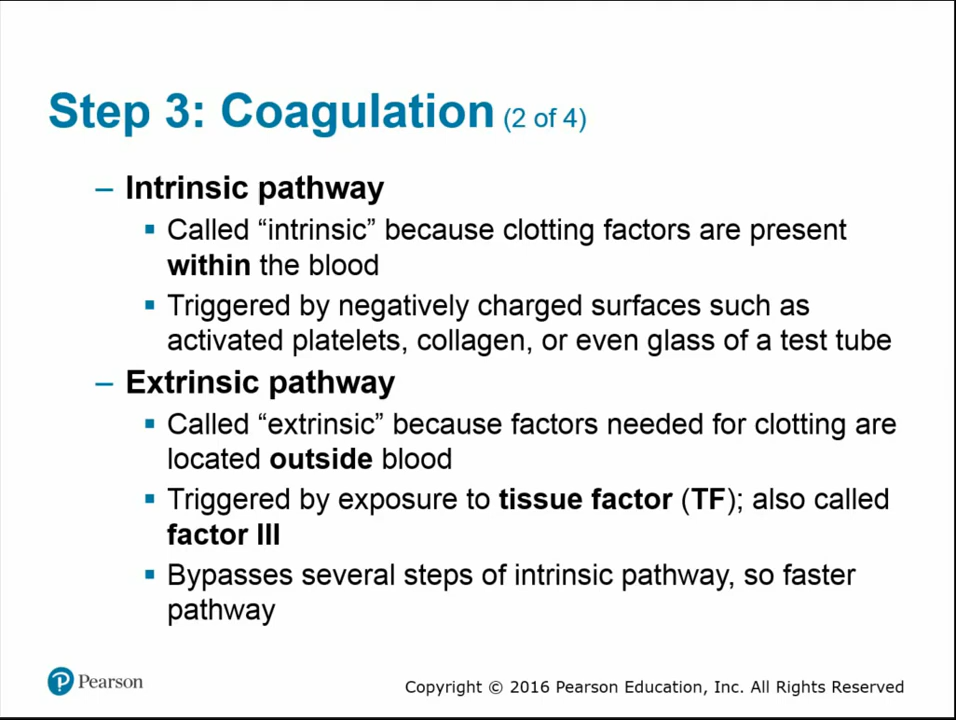 Step 3: Coagulation (2 of 4)
– Intrinsic pathway
▪ Called “intrinsic” because clotting factors are present
within the blood
▪ Triggered by negatively charged surfaces such as
activated platelets, collagen, or even glass of a test tube
– Extrinsic pathway
▪ Called “extrinsic” because factors needed for clotting are
located outside blood
▪ Triggered by exposure to tissue factor (TF); also called
factor III
▪ Bypasses several steps of intrinsic pathway, so faster
pathway
P Pearson
Copyright © 2016 Pearson Education, Inc. All Rights Reserved